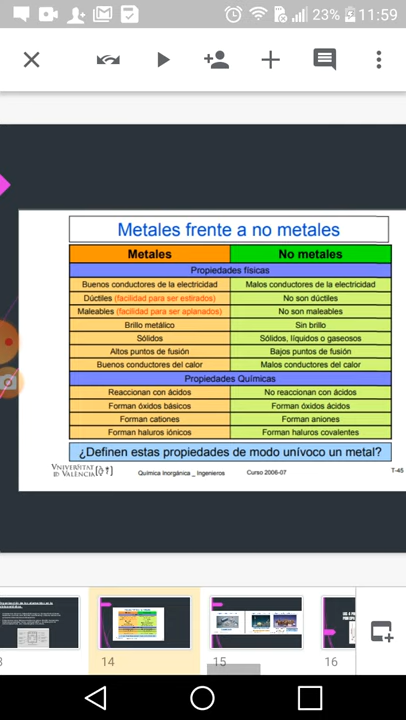 23% 11:59
Metales frente a no metales
Metales No metales
Propiedades físicas
Buenos conductores de la electricidad Malos conductores de la electricidad
Dúctiles (facilidad para ser estirados) No son dúctiles
Maleables (facilidad para ser aplanados) No son maleables
Brillo metálico Sin brillo
Sólidos Sólidos, líquidos o gaseosos
Altos puntos de fusión Bajos puntos de fusión
Buenos conductores del calor Malos conductores del calor
Propiedades Químicas
Reaccionan con ácidos No reaccionan con ácidos
Forman óxidos básicos Forman óxidos ácidos
Forman cationes Forman aniones
Forman haluros iónicos Forman haluros covalentes
¿Definen estas propiedades de modo unívoco un metal?
VNIVERSITAT
ID VALÈNCIA
Química Inorgánica _ Ingenieros Curso 2006-07 T-45
14 15 16